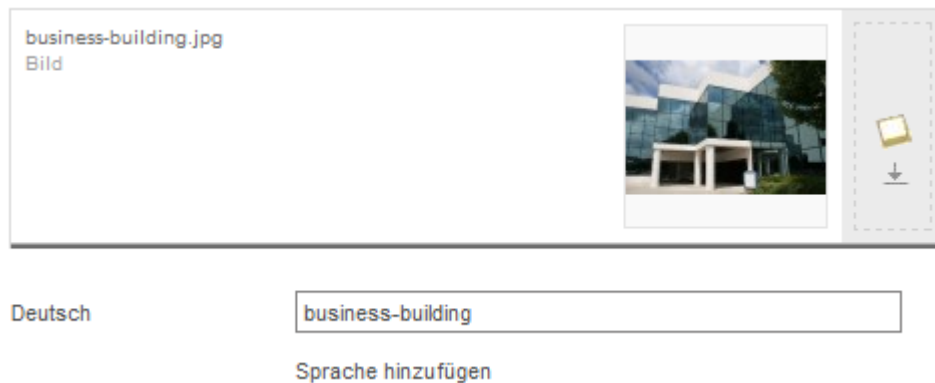 business-building.jpg
Bild
Deutsch
business-building
Sprache hinzufügen